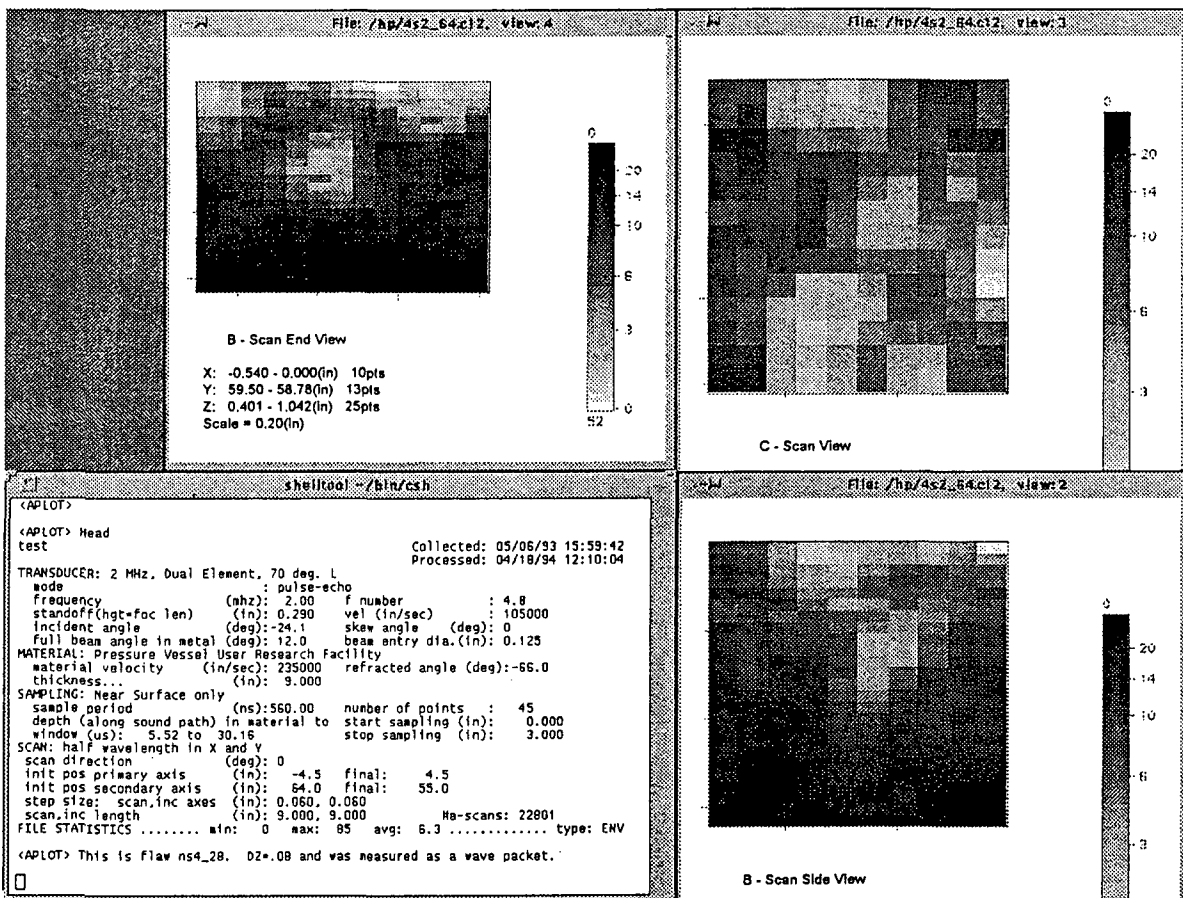 File: /hp/4s2_64.c12, view:4
0
20
14
10
6
3
0
52
B - Scan End View
X: -0.540 - 0.000(in) 10pts
Y: 59.50 - 58.78(in) 13pts
Z: 0.401 - 1.042(in) 25pts
Scale = 0.20(in)
File: /hp/4s2_64.c12, view:3
0
20
14
10
6
3
C - Scan View
shelltool - /bin/csh
<APLOT>
<APLOT> Head
test Collected: 05/06/93 15:59:42
Processed: 04/18/94 12:10:04
TRANSDUCER: 2 MHz, Dual Element, 70 deg. L
mode : pulse-echo
frequency (mhz): 2.00 f number : 4.8
standoff(hgt+foc len) (in): 0.290 vel (in/sec) : 105000
incident angle (deg):-24.1 skew angle (deg): 0
full beam angle in metal (deg): 12.0 beam entry dia.(in): 0.125
MATERIAL: Pressure Vessel User Research Facility
material velocity (in/sec): 235000 refracted angle (deg):-66.0
thickness... (in): 9.000
SAMPLING: Near Surface only
sample period (ns):560.00 number of points : 45
depth (along sound path) in material to start sampling (in): 0.000
window (us): 5.52 to 30.16 stop sampling (in): 3.000
SCAN: half wavelength in X and Y
scan direction (deg): 0
init pos primary axis (in): -4.5 final: 4.5
init pos secondary axis (in): 64.0 final: 55.0
step size: scan,inc axes (in): 0.060, 0.060
scan,inc length (in): 9.000, 9.000 #a-scans: 22801
FILE STATISTICS ........ min: 0 max: 85 avg: 6.3 ............. type: ENV
<APLOT> This is flaw ns4_28. DZ=.08 and was measured as a wave packet.
File: /hp/4s2_64.c12, view:2
0
20
14
10
6
3
B - Scan Side View